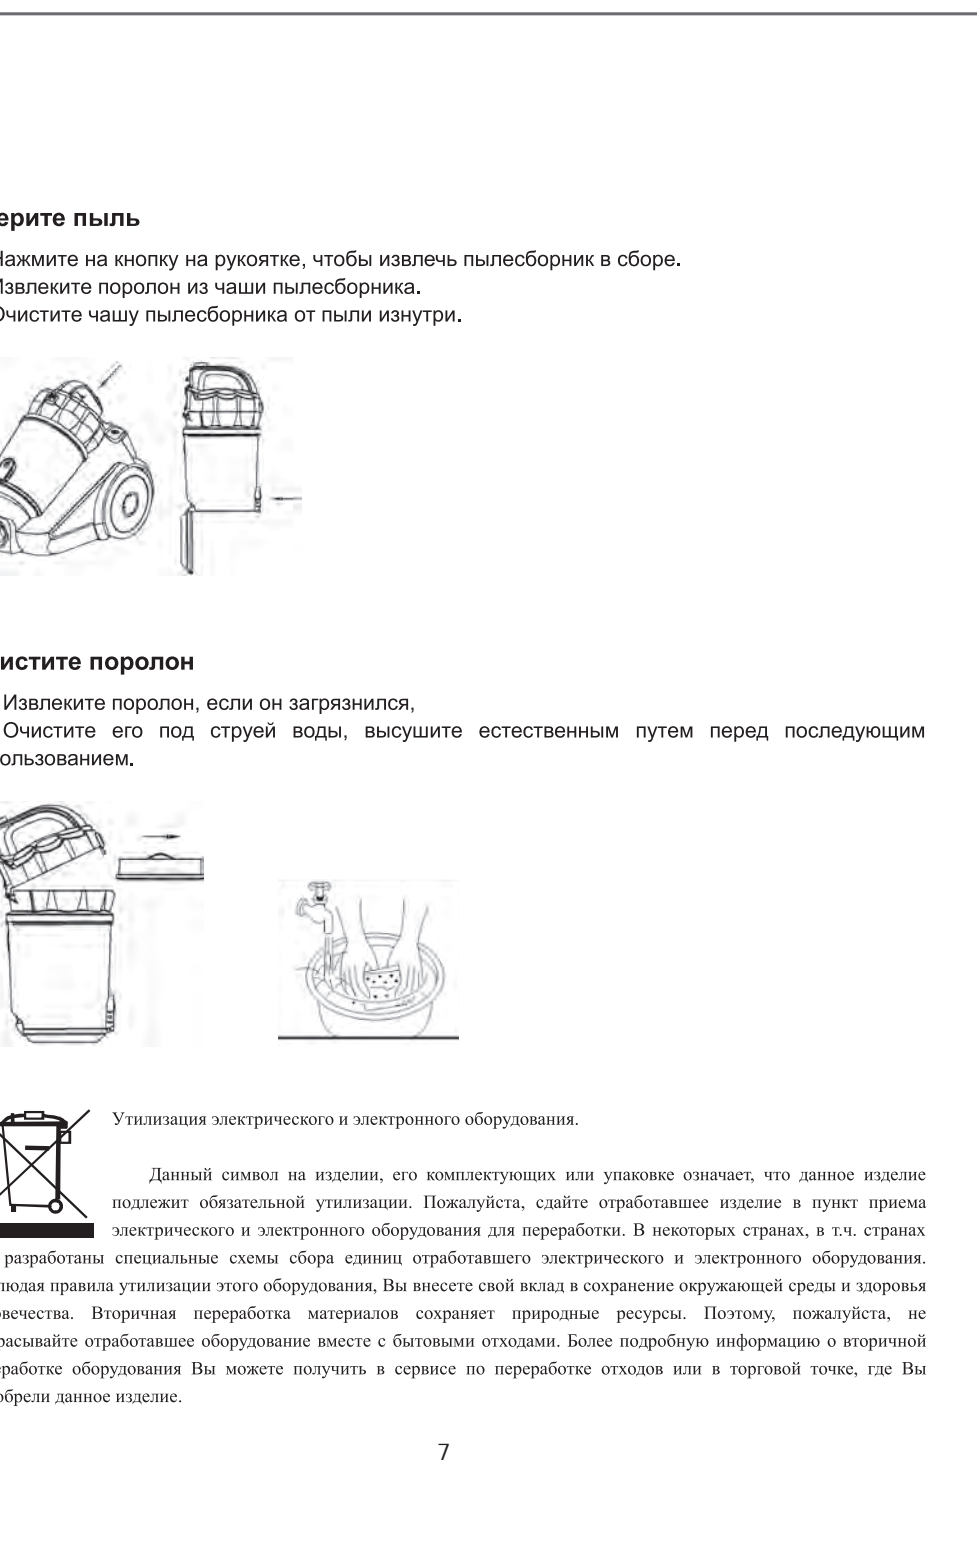 ерите пыль
Нажмите на кнопку на рукоятке, чтобы извлечь пылесборник в сборе.
Извлеките поролон из чаши пылесборника.
Очистите чашу пылесборника от пыли изнутри.
истите поролон
Извлеките поролон, если он загрязнился,
Очистите его под струей воды, высушите естественным путем перед последующим
ользованием.
Утилизация электрического и электронного оборудования.
Данный символ на изделии, его комплектующих или упаковке означает, что данное изделие
подлежит обязательной утилизации. Пожалуйста, сдайте отработавшее изделие в пункт приема
электрического и электронного оборудования для переработки. В некоторых странах, в т.ч. странах
разработаны специальные схемы сбора единиц отработавшего электрического и электронного оборудования.
людая правила утилизации этого оборудования, Вы внесете свой вклад в сохранение окружающей среды и здоровья
овечества. Вторичная переработка материалов сохраняет природные ресурсы. Поэтому, пожалуйста, не
расывайте отработавшее оборудование вместе с бытовыми отходами. Более подробную информацию о вторичной
еработке оборудования Вы можете получить в сервисе по переработке отходов или в торговой точке, где Вы
обрели данное изделие.
7